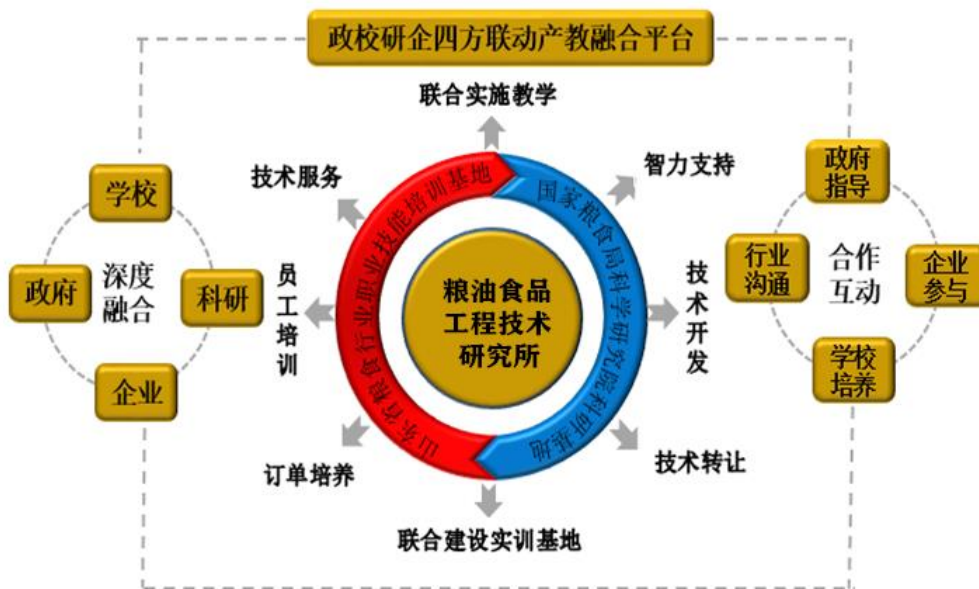 政校研企四方联动产教融合平台
联合实施教学
技术服务
智力支持
学校
政府
深度
融合
科研
企业
员工培训
山东省粮食行业职业技能培训基地
国家粮食局科学研究院科研基地
粮油食品
工程技术
研究所
技术开发
政府
指导
行业
沟通
合作
互动
企业
参与
学校
培养
订单培养
技术转让
联合建设实训基地